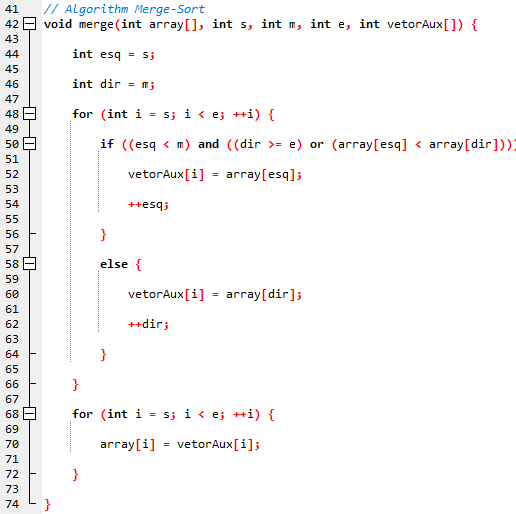 41 // Algorithm Merge-Sort
42 void merge(int array[], int s, int m, int e, int vetorAux[]) {
43
44 int esq = s;
45
46 int dir = m;
47
48 for (int i = s; i < e; ++i) {
49
50 if ((esq < m) and ((dir >= e) or (array[esq] < array[dir])))
51
52 vetorAux[i] = array[esq];
53
54 ++esq;
55
56 }
57
58 else {
59
60 vetorAux[i] = array[dir];
61
62 ++dir;
63
64 }
65
66 }
67
68 for (int i = s; i < e; ++i) {
69
70 array[i] = vetorAux[i];
71
72 }
73
74 }